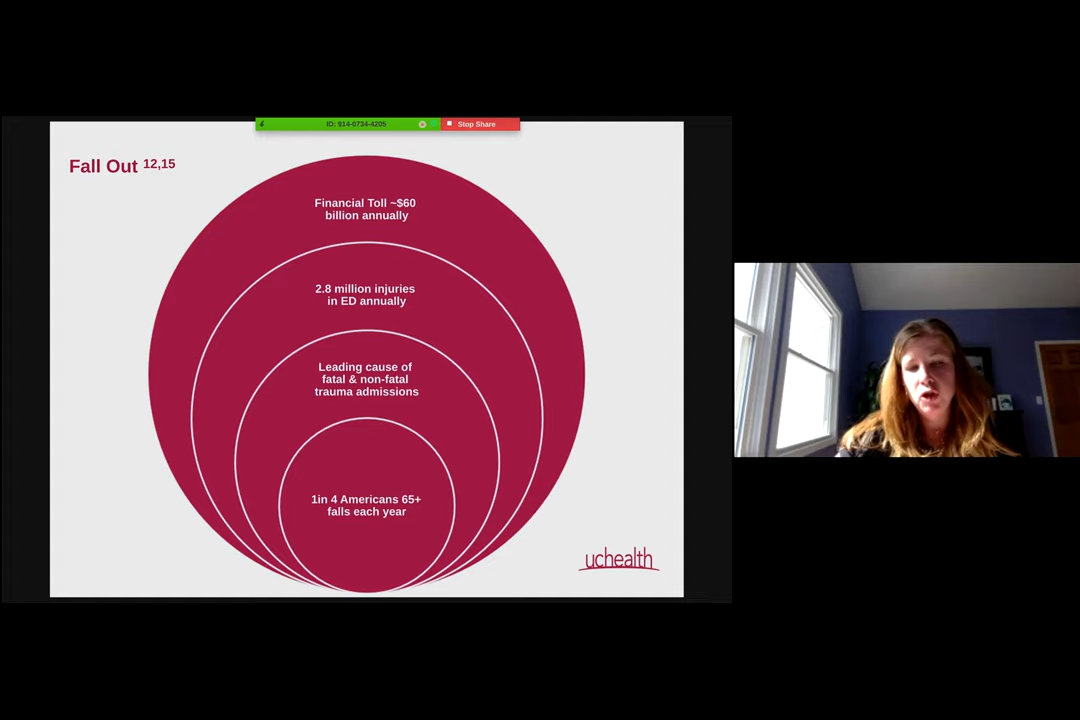 ID: 914-0734-4205
Stop Share
Fall Out 12,15
Financial Toll ~$60
billion annually
2.8 million injuries
in ED annually
Leading cause of
fatal & non-fatal
trauma admissions
1in 4 Americans 65+
falls each year
uchealth